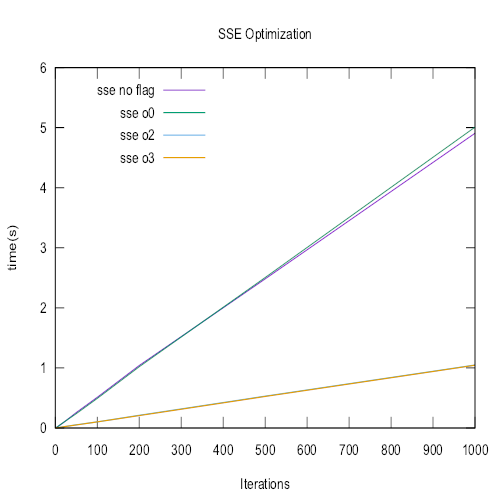 SSE Optimization
6
5
4
3
2
1
0
time(s)
sse no flag
sse o0
sse o2
sse o3
0 100 200 300 400 500 600 700 800 900 1000
Iterations